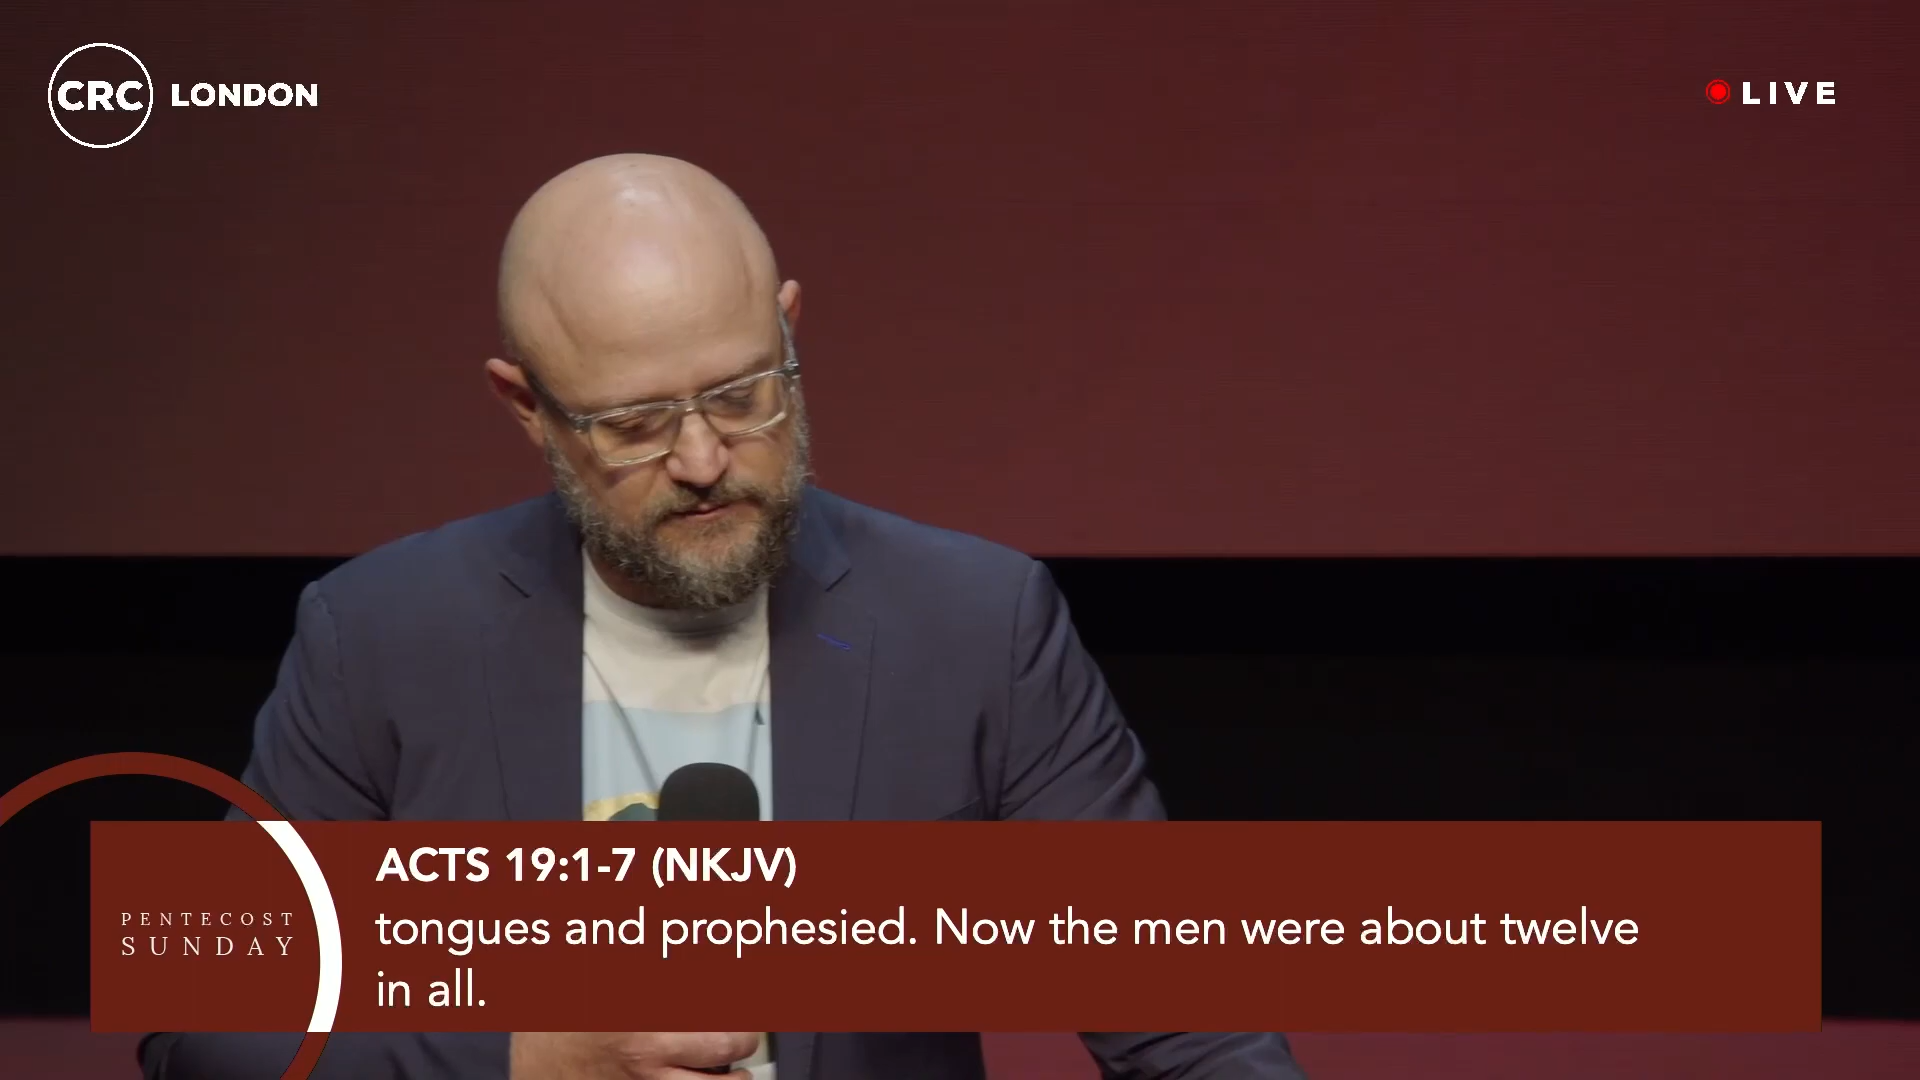 CRC LONDON
LIVE
ACTS 19:1-7 (NKJV)
tongues and prophesied. Now the men were about twelve
in all.
PENTECOST
SUNDAY